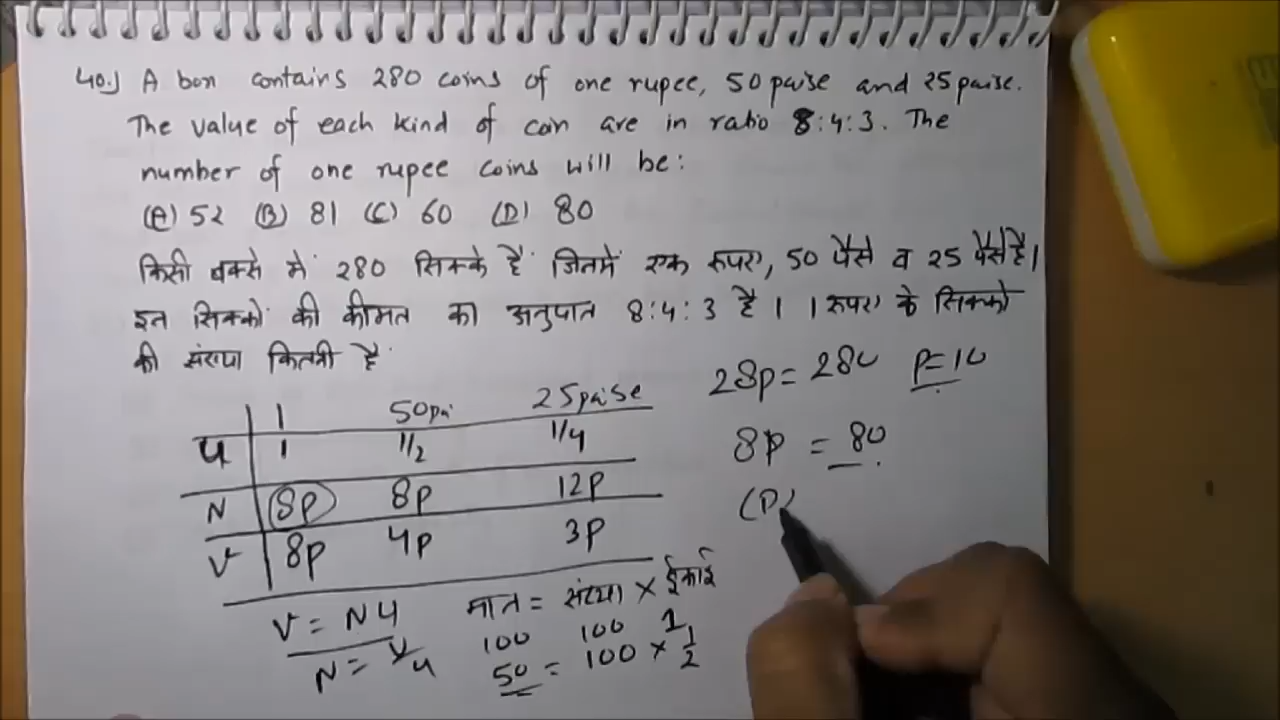 40.) A box contains 280 coins of one rupee, 50 paise and 25 paise.
The value of each kind of coin are in ratio 8:4:3. The
number of one rupee coins will be:
(A) 52 (B) 81 (C) 60 (D) 80
किसी बक्से में 280 सिक्के हैं जिनमें एक रूपए, 50 पैसे व 25 पैसे हैं।
इन सिक्कों की कीमत का अनुपात 8:4:3 है। 1 रूपए के सिक्कों
की संख्या कितनी है
28p = 280 p=10
1 50pai 25paise
u 1 1/2 1/4
8p = 80
N 8p 8p 12p
(D)
V 8p 4p 3p
V = Nu मान = संख्या × ईकाई
100 100 1
N = V/u 50 = 100 × 1/2